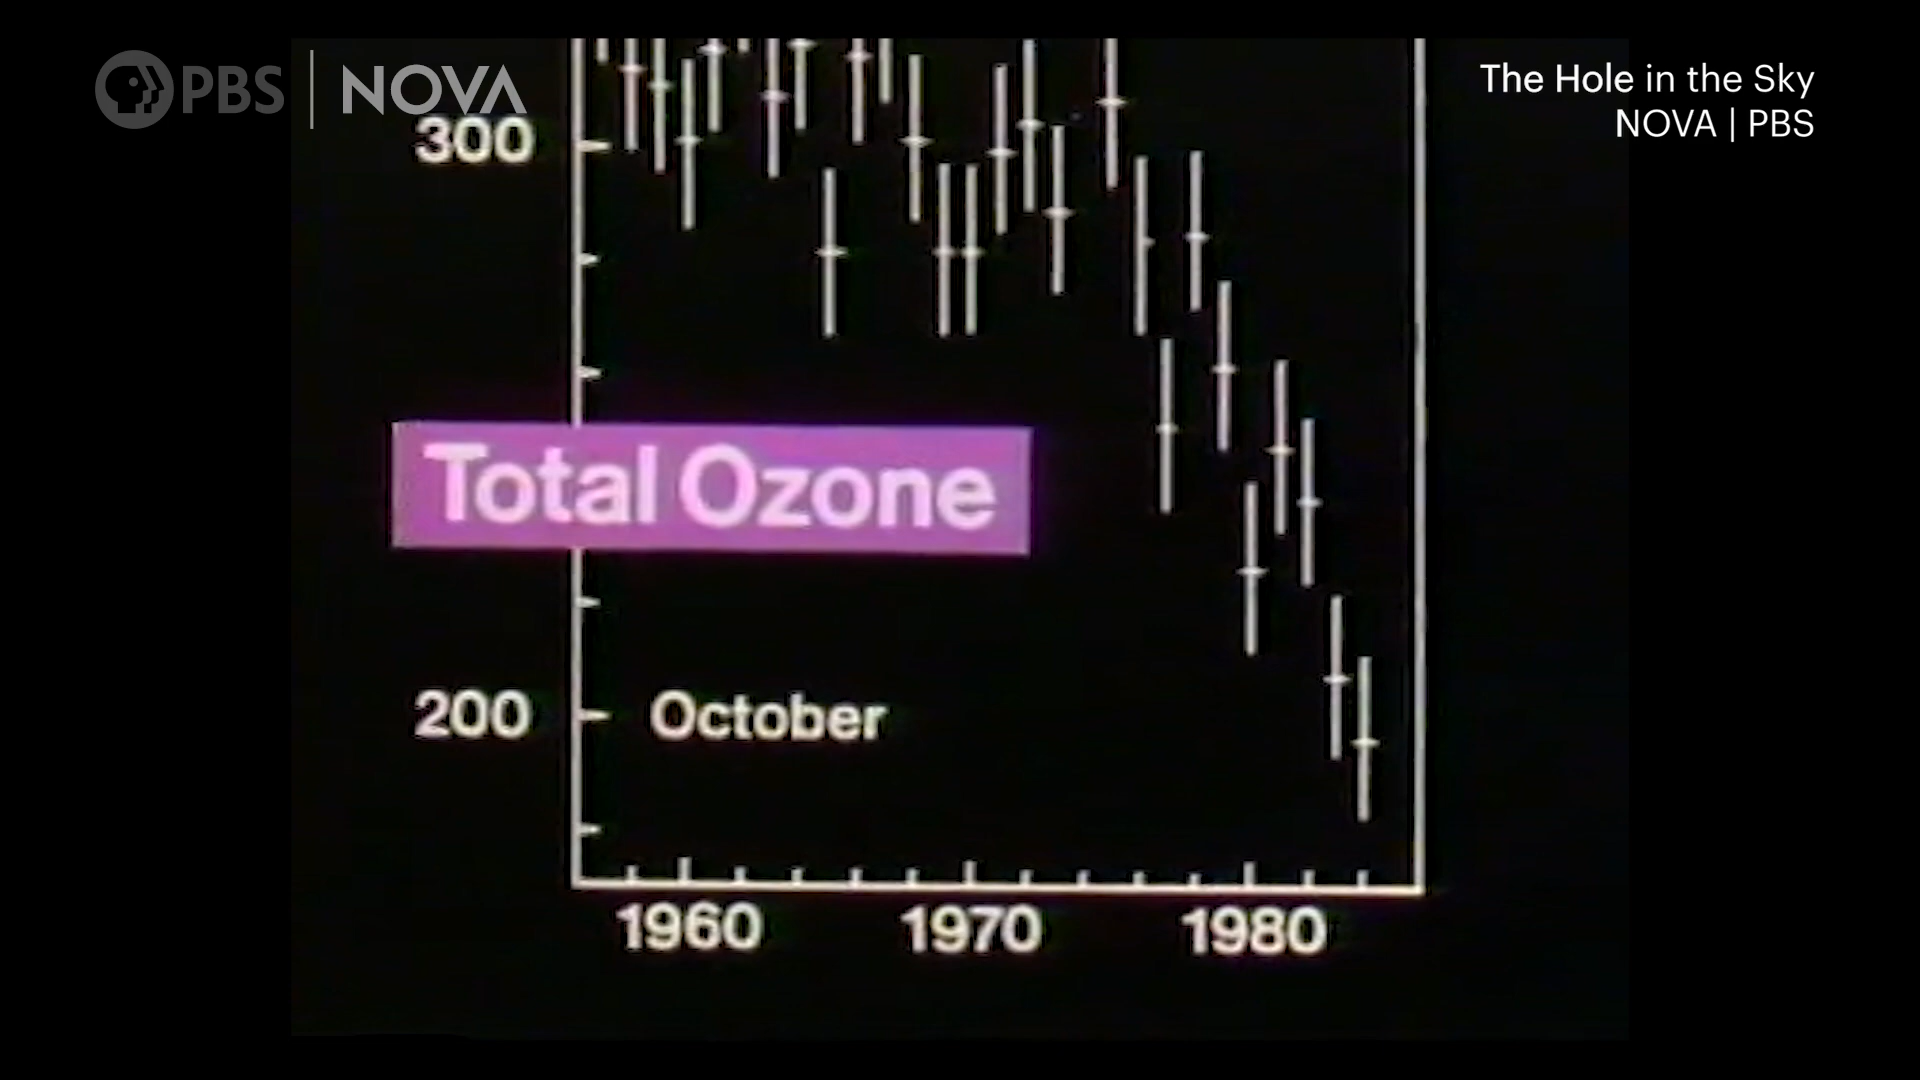 PBS | NOVA
The Hole in the Sky
NOVA | PBS
300
Total Ozone
200
October
1960
1970
1980